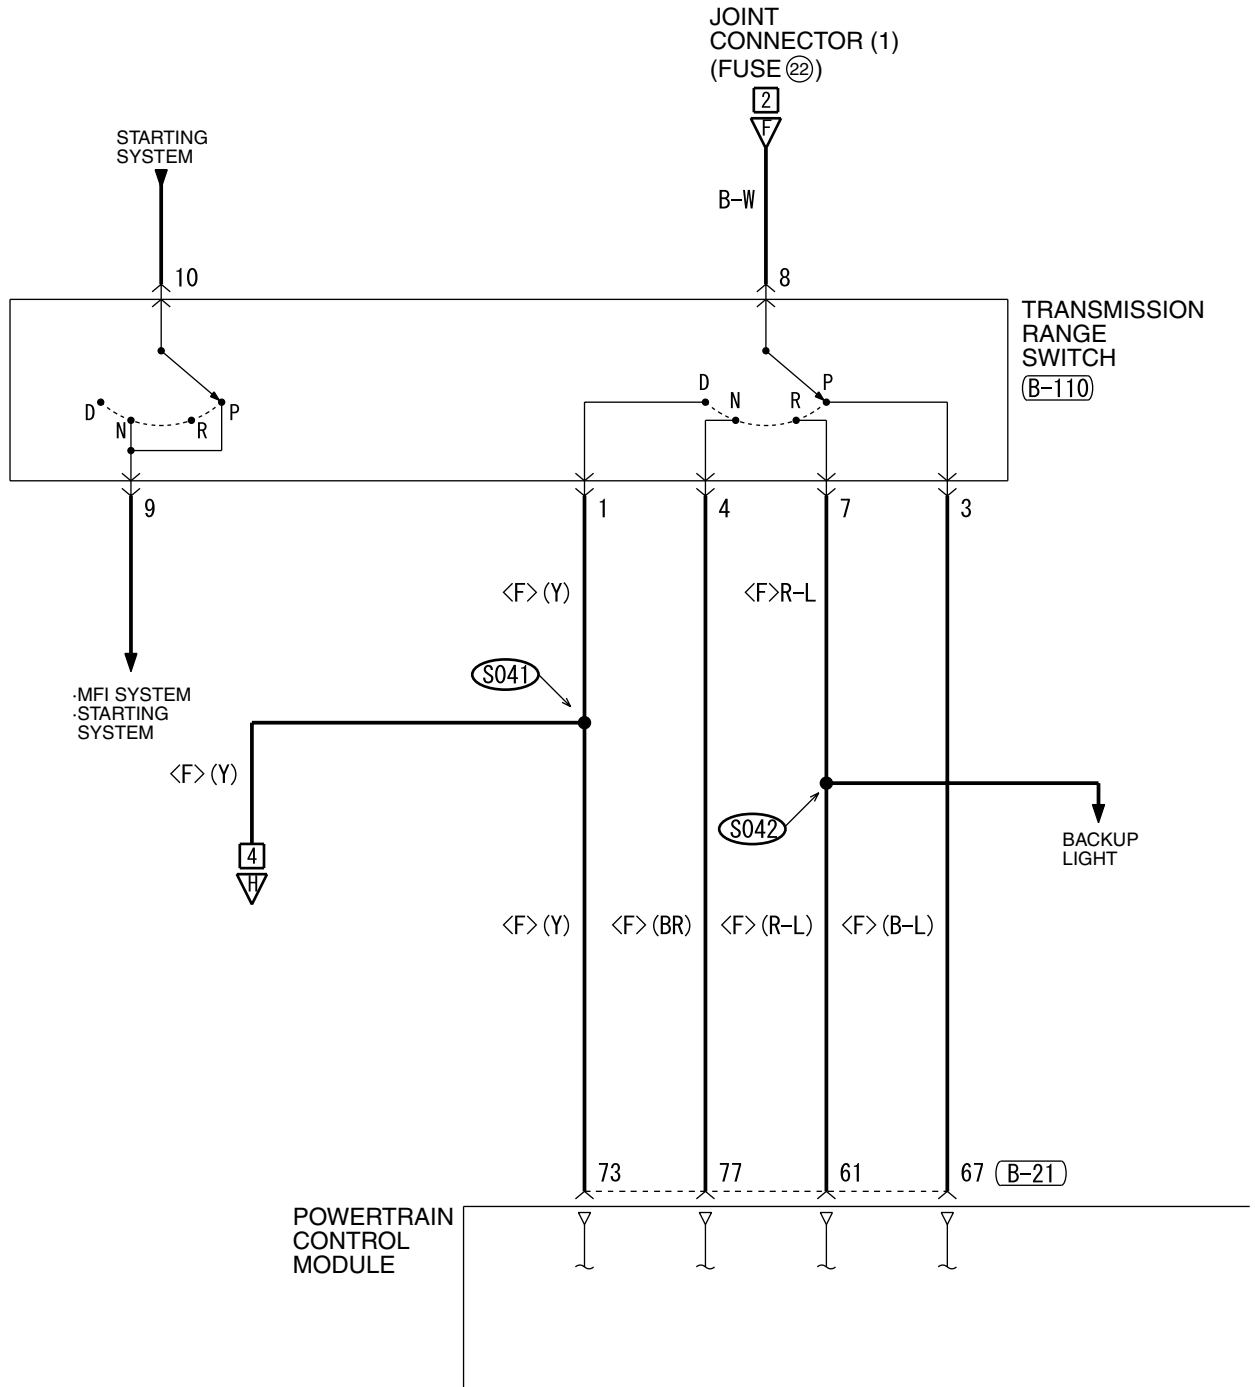 JOINT
CONNECTOR (1)
(FUSE ㉒)
2
F
STARTING
SYSTEM
B-W
10
8
TRANSMISSION
RANGE
SWITCH
B-110
D
N
R
P
D
N
R
P
9
1
4
7
3
<F>(Y)
<F>R-L
S041
·MFI SYSTEM
·STARTING
SYSTEM
<F>(Y)
S042
BACKUP
LIGHT
4
H
<F>(Y)
<F>(BR)
<F>(R-L)
<F>(B-L)
73
77
61
67
B-21
POWERTRAIN
CONTROL
MODULE